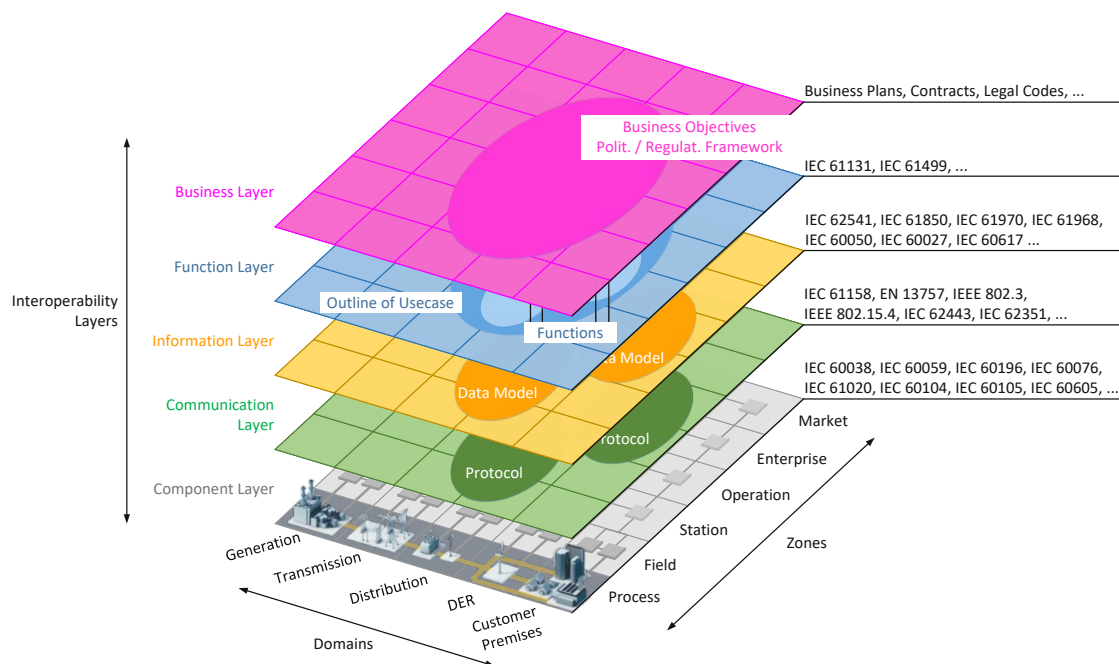 Business Plans, Contracts, Legal Codes, ...
Business Objectives
Polit. / Regulat. Framework
IEC 61131, IEC 61499, ...
Business Layer
IEC 62541, IEC 61850, IEC 61970, IEC 61968,
IEC 60050, IEC 60027, IEC 60617 ...
Function Layer
Interoperability
Layers
Outline of Usecase
Functions
IEC 61158, EN 13757, IEEE 802.3,
IEEE 802.15.4, IEC 62443, IEC 62351, ...
Information Layer
Data Model
ta Model
IEC 60038, IEC 60059, IEC 60196, IEC 60076,
IEC 61020, IEC 60104, IEC 60105, IEC 60605, ...
Communication
Layer
Protocol
rotocol
Market
Enterprise
Component Layer
Operation
Station
Zones
Field
Process
Generation
Transmission
Distribution
DER
Customer
Premises
Domains